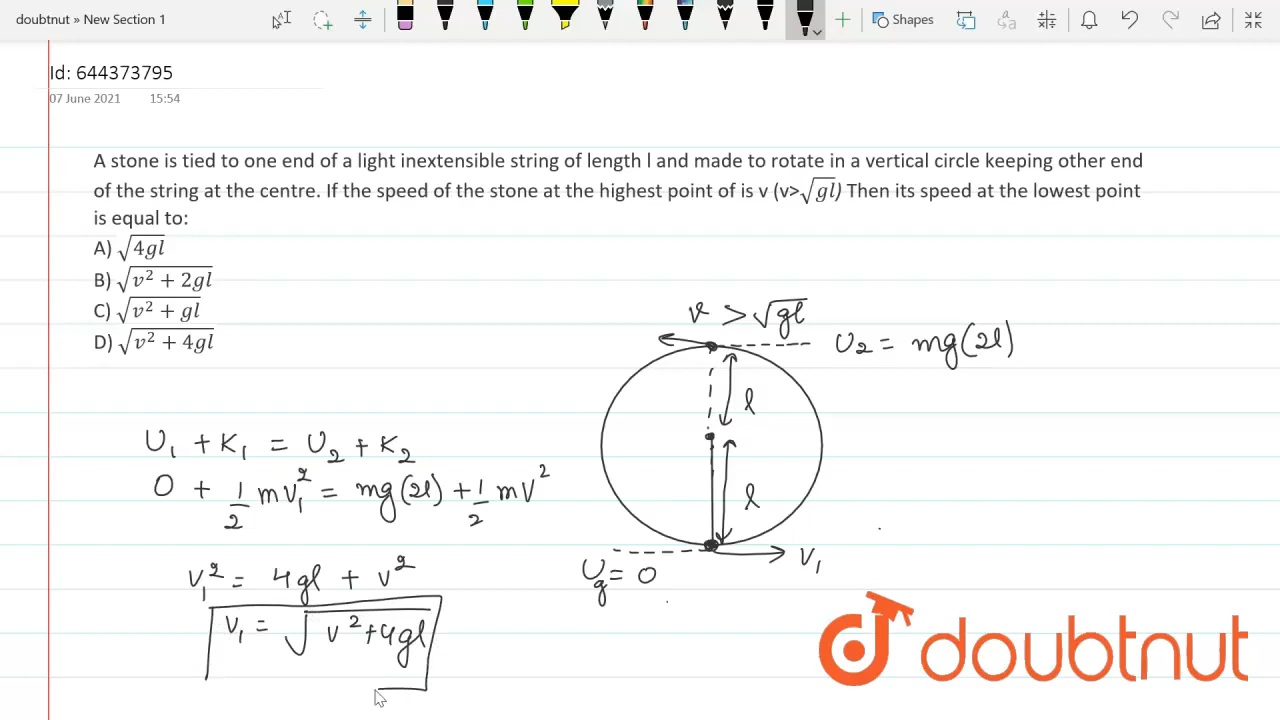 doubtnut » New Section 1
Shapes
Id: 644373795
07 June 2021 15:54
A stone is tied to one end of a light inextensible string of length l and made to rotate in a vertical circle keeping other end
of the string at the centre. If the speed of the stone at the highest point of is v (v>√gl) Then its speed at the lowest point
is equal to:
A) √4gl
B) √v² + 2gl
C) √v² + gl
D) √v² + 4gl
v > √gl
U₂ = mg(2l)
l
l
U₁ + K₁ = U₂ + K₂
0 + 1/2 mv₁² = mg(2l) + 1/2 mv²
v₁
Ug = 0
v₁² = 4gl + v²
v₁ = √v²+4gl
doubtnut